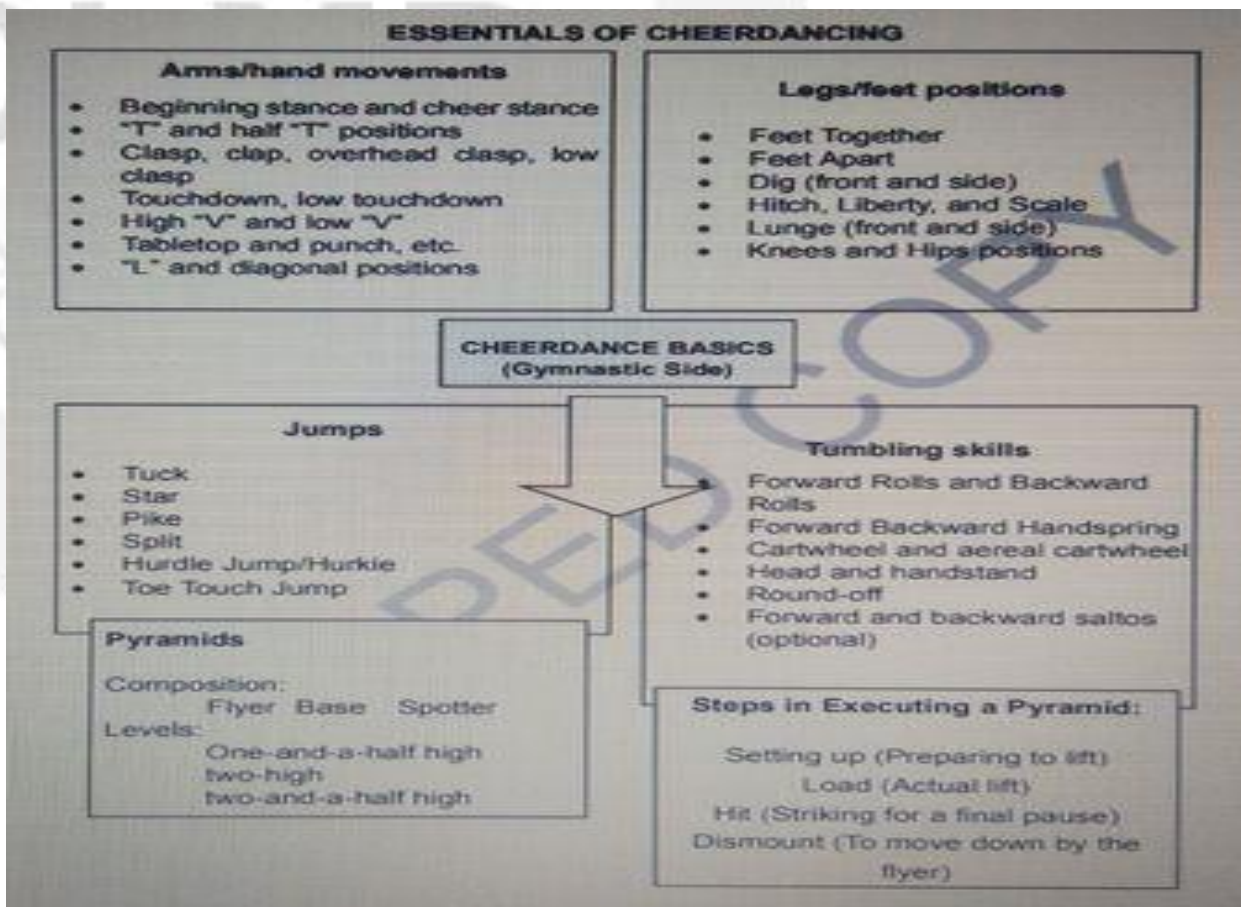 ESSENTIALS OF CHEERDANCING
Arms/hand movements
• Beginning stance and cheer stance
• "T" and half "T" positions
• Clasp, clap, overhead clasp, low
clasp
• Touchdown, low touchdown
• High "V" and low "V"
• Tabletop and punch, etc.
• "L" and diagonal positions
Legs/feet positions
• Feet Together
• Feet Apart
• Dig (front and side)
• Hitch, Liberty, and Scale
• Lunge (front and side)
• Knees and Hips positions
CHEERDANCE BASICS
(Gymnastic Side)
Jumps
• Tuck
• Star
• Pike
• Split
• Hurdle Jump/Hurkie
• Toe Touch Jump
Tumbling skills
• Forward Rolls and Backward
Rolls
• Forward Backward Handspring
• Cartwheel and aereal cartwheel
• Head and handstand
• Round-off
• Forward and backward saltos
(optional)
Pyramids
Composition:
Flyer Base Spotter
Levels:
One-and-a-half high
two-high
two-and-a-half high
Steps in Executing a Pyramid:
Setting up (Preparing to lift)
Load (Actual lift)
Hit (Striking for a final pause)
Dismount (To move down by the
flyer)
PED COPY